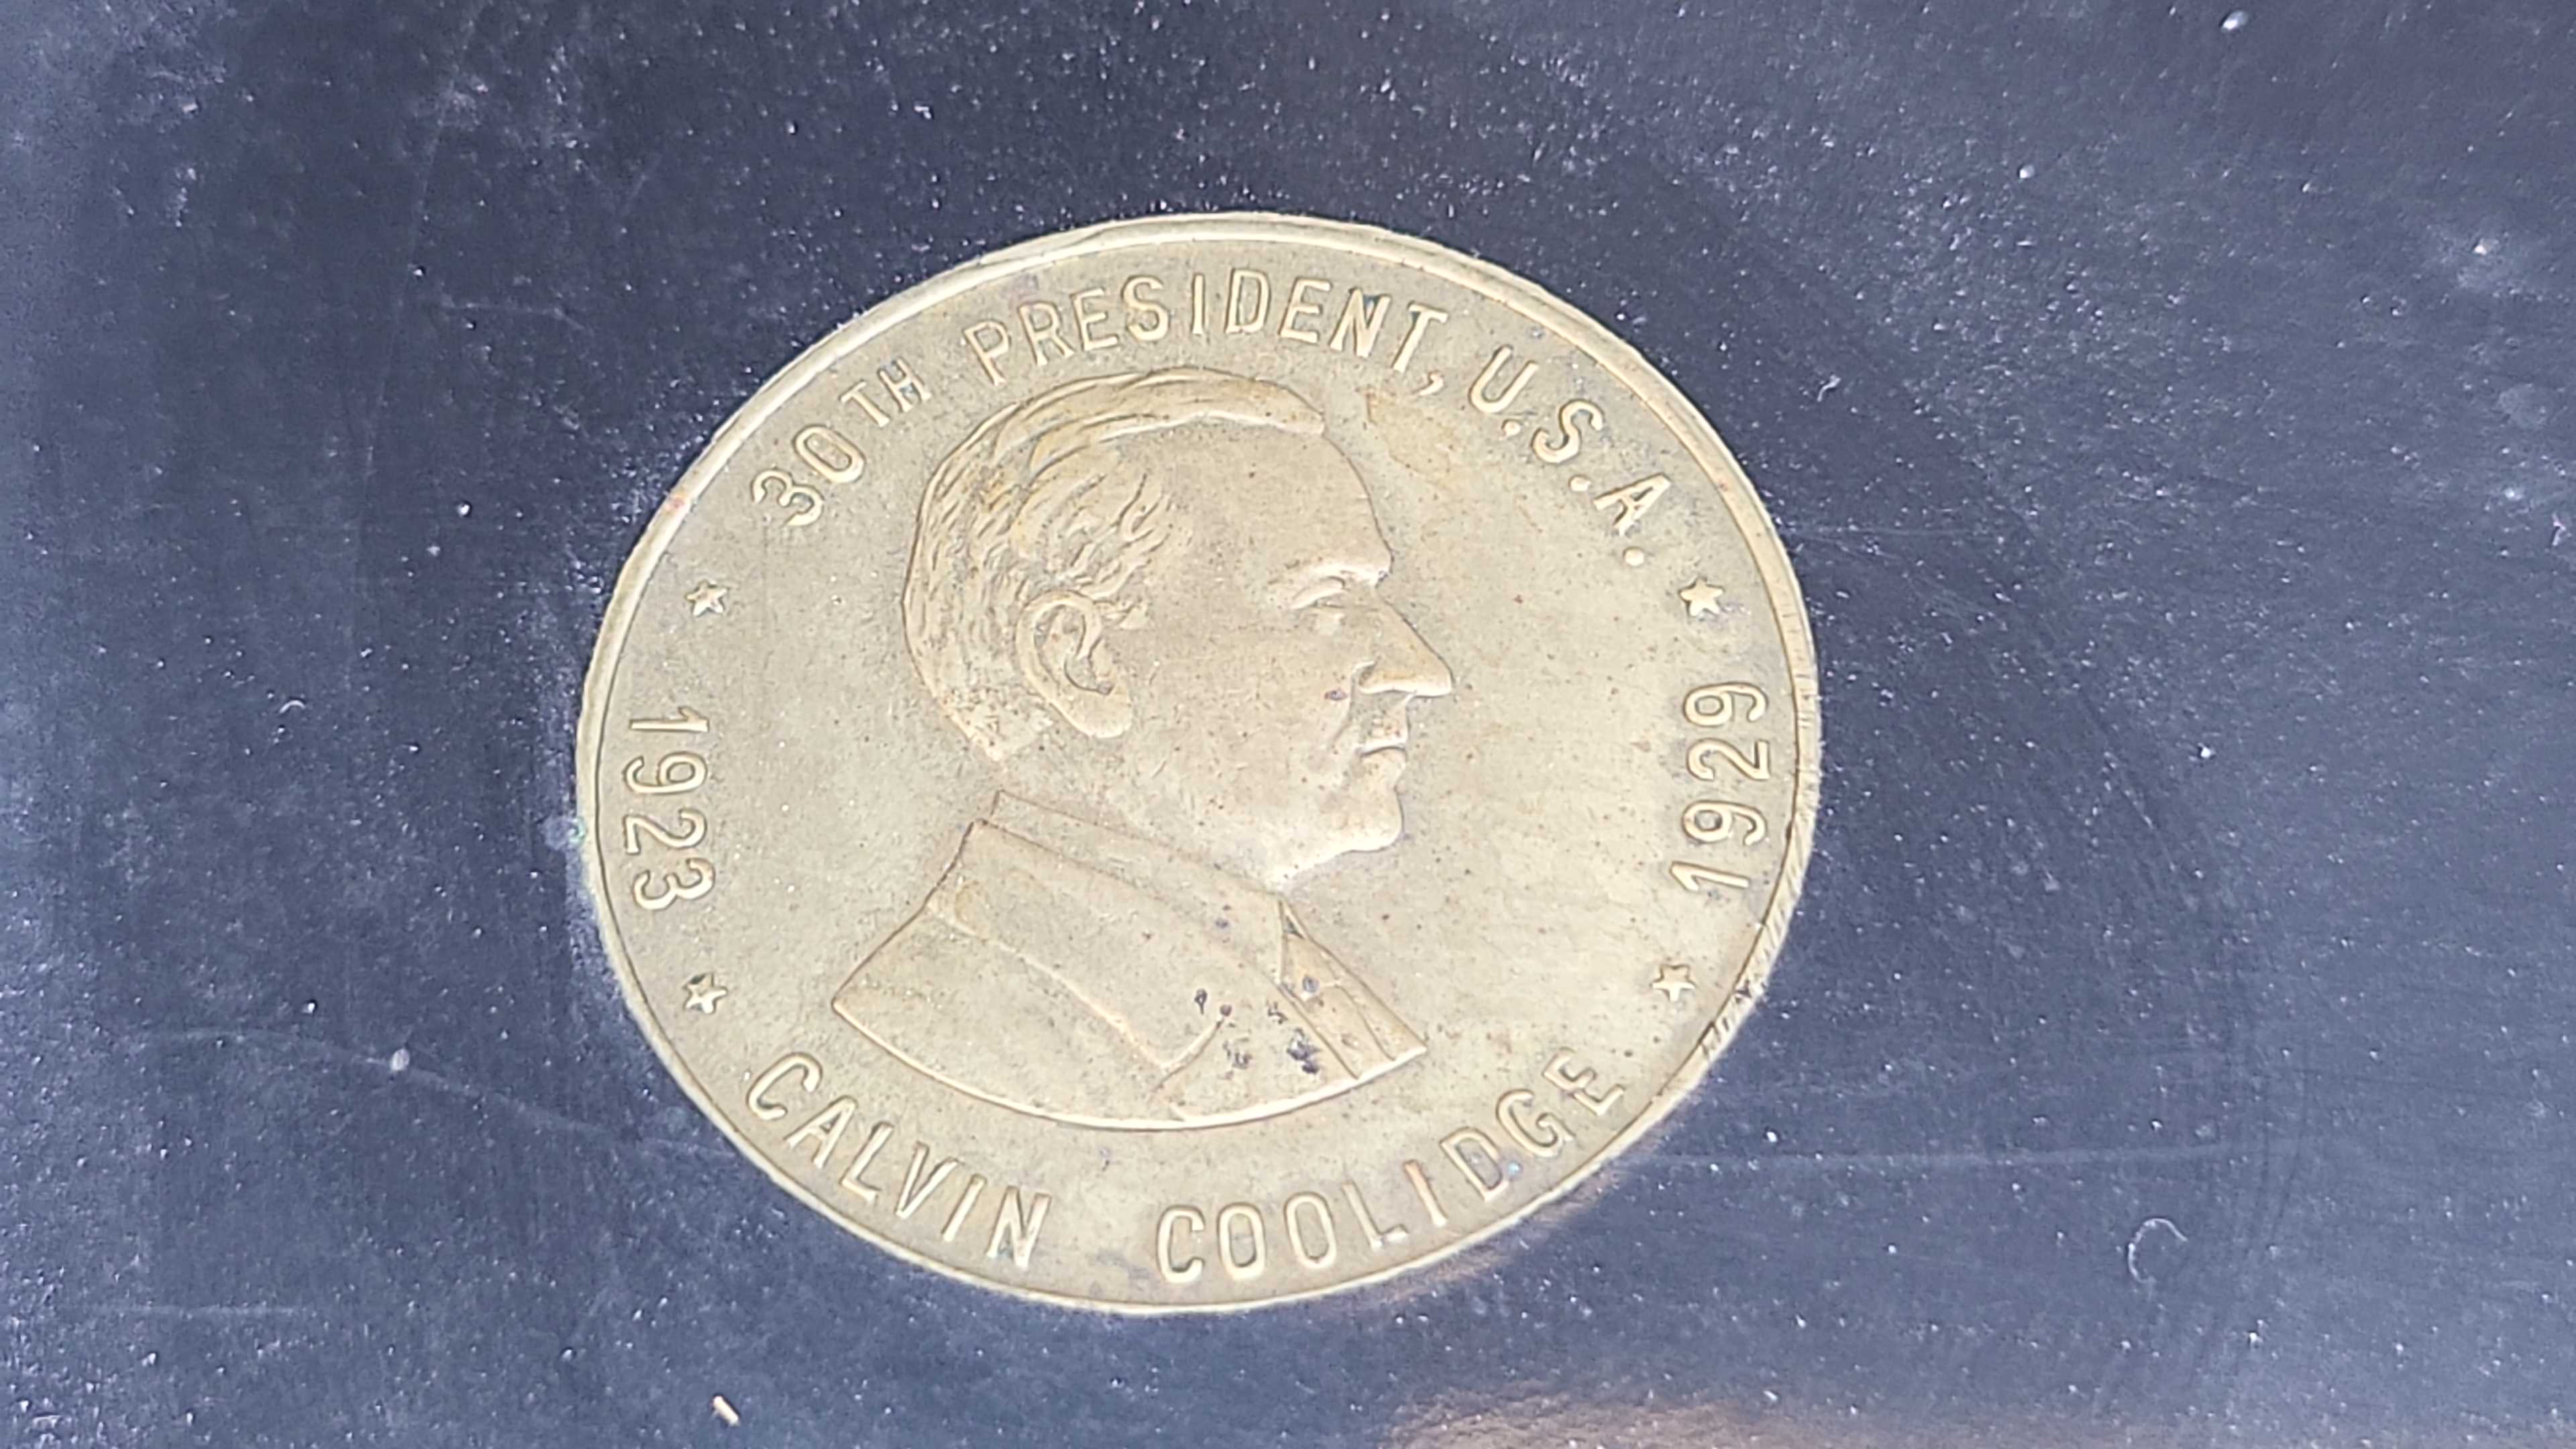 30TH PRESIDENT, U.S.A.
1923
1929
CALVIN COOLIDGE